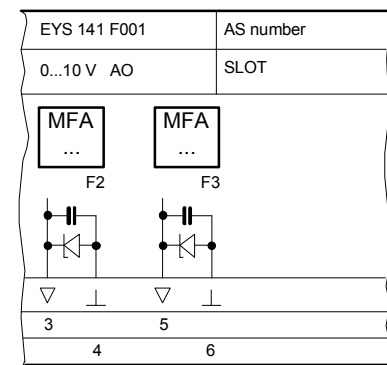 EYS 141 F001 AS number
0...10 V AO SLOT
MFA MFA
... ...
F2 F3
3 5
4 6